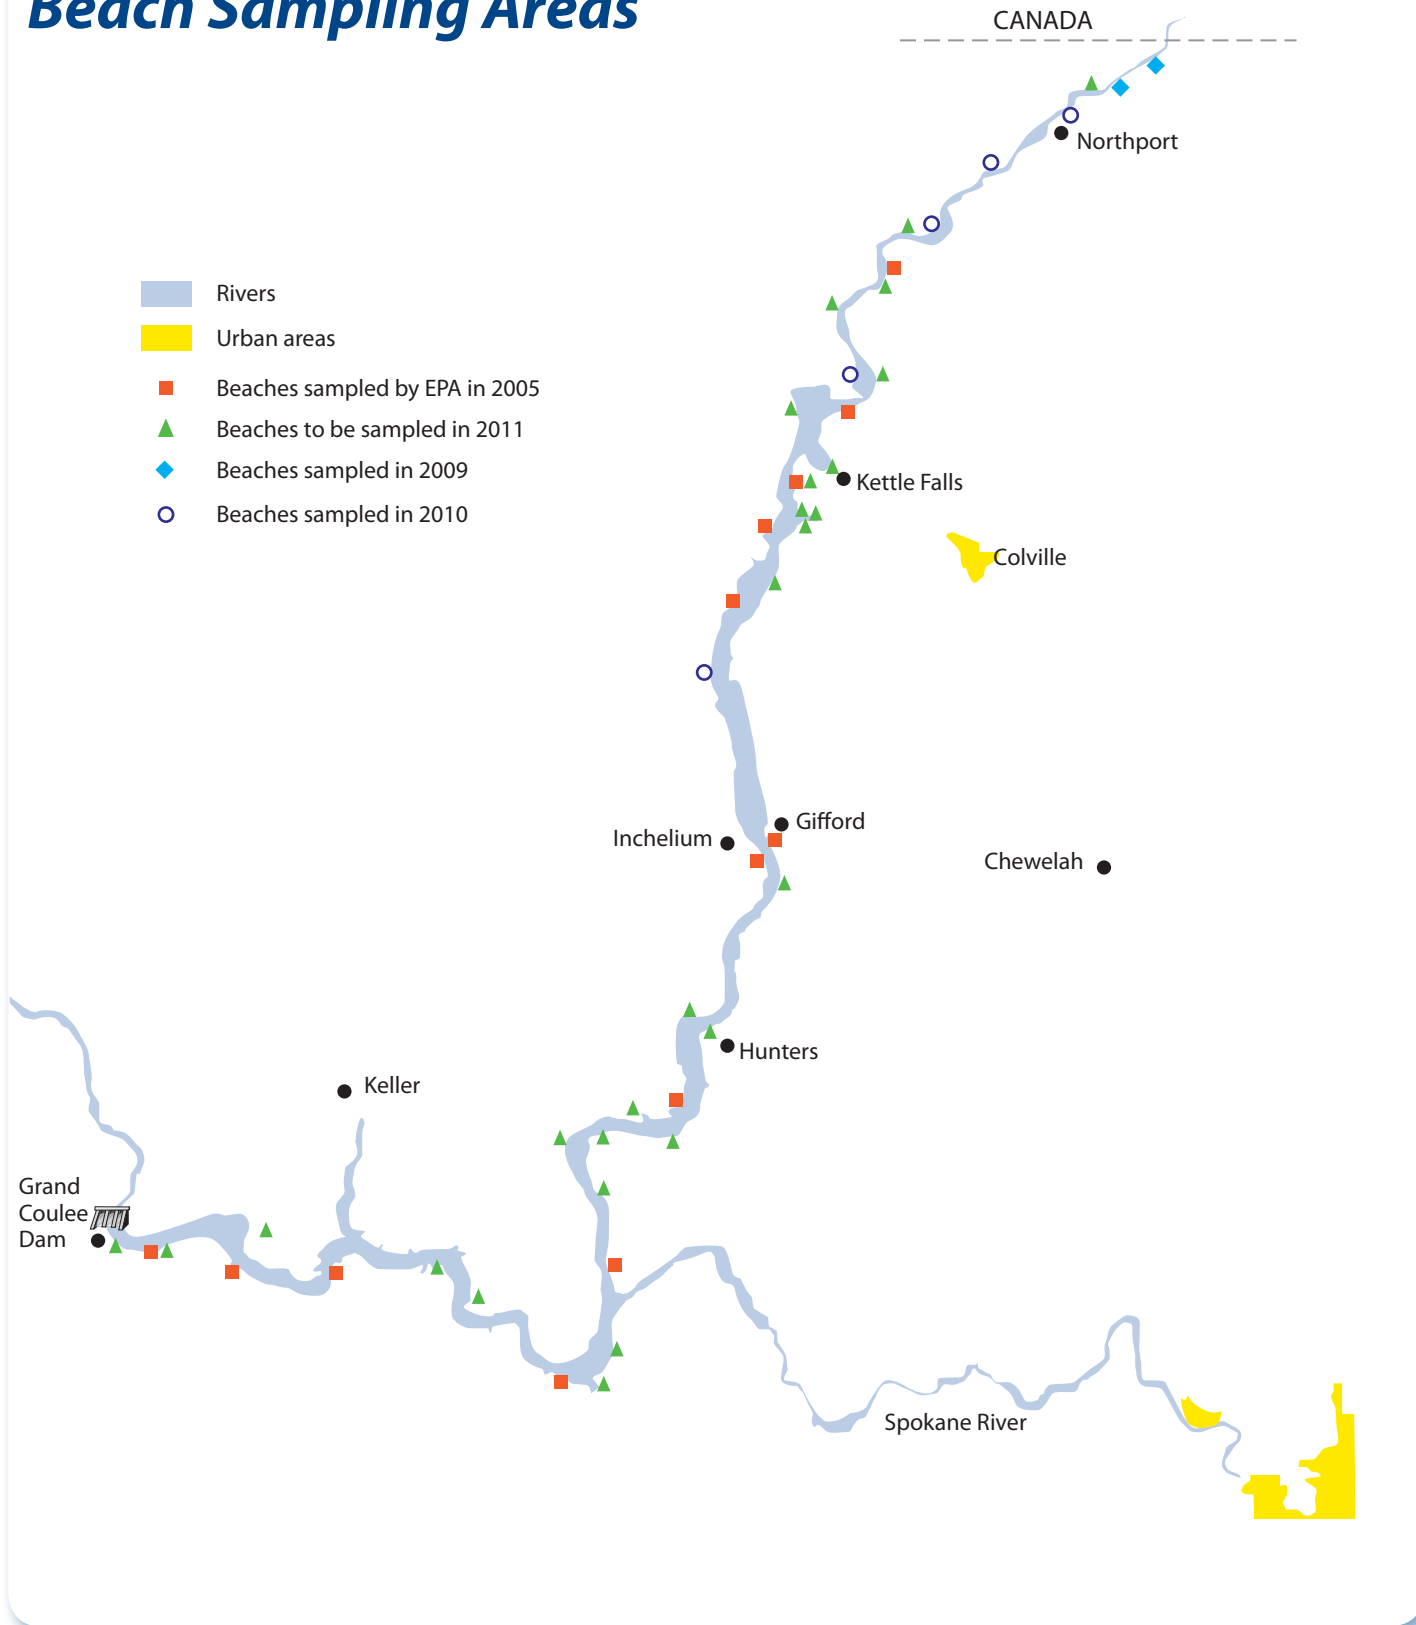 Beach Sampling Areas
CANADA
Northport
Rivers
Urban areas
Beaches sampled by EPA in 2005
Beaches to be sampled in 2011
Beaches sampled in 2009
Beaches sampled in 2010
Kettle Falls
Colville
Gifford
Inchelium
Chewelah
Hunters
Keller
Grand
Coulee
Dam
Spokane River